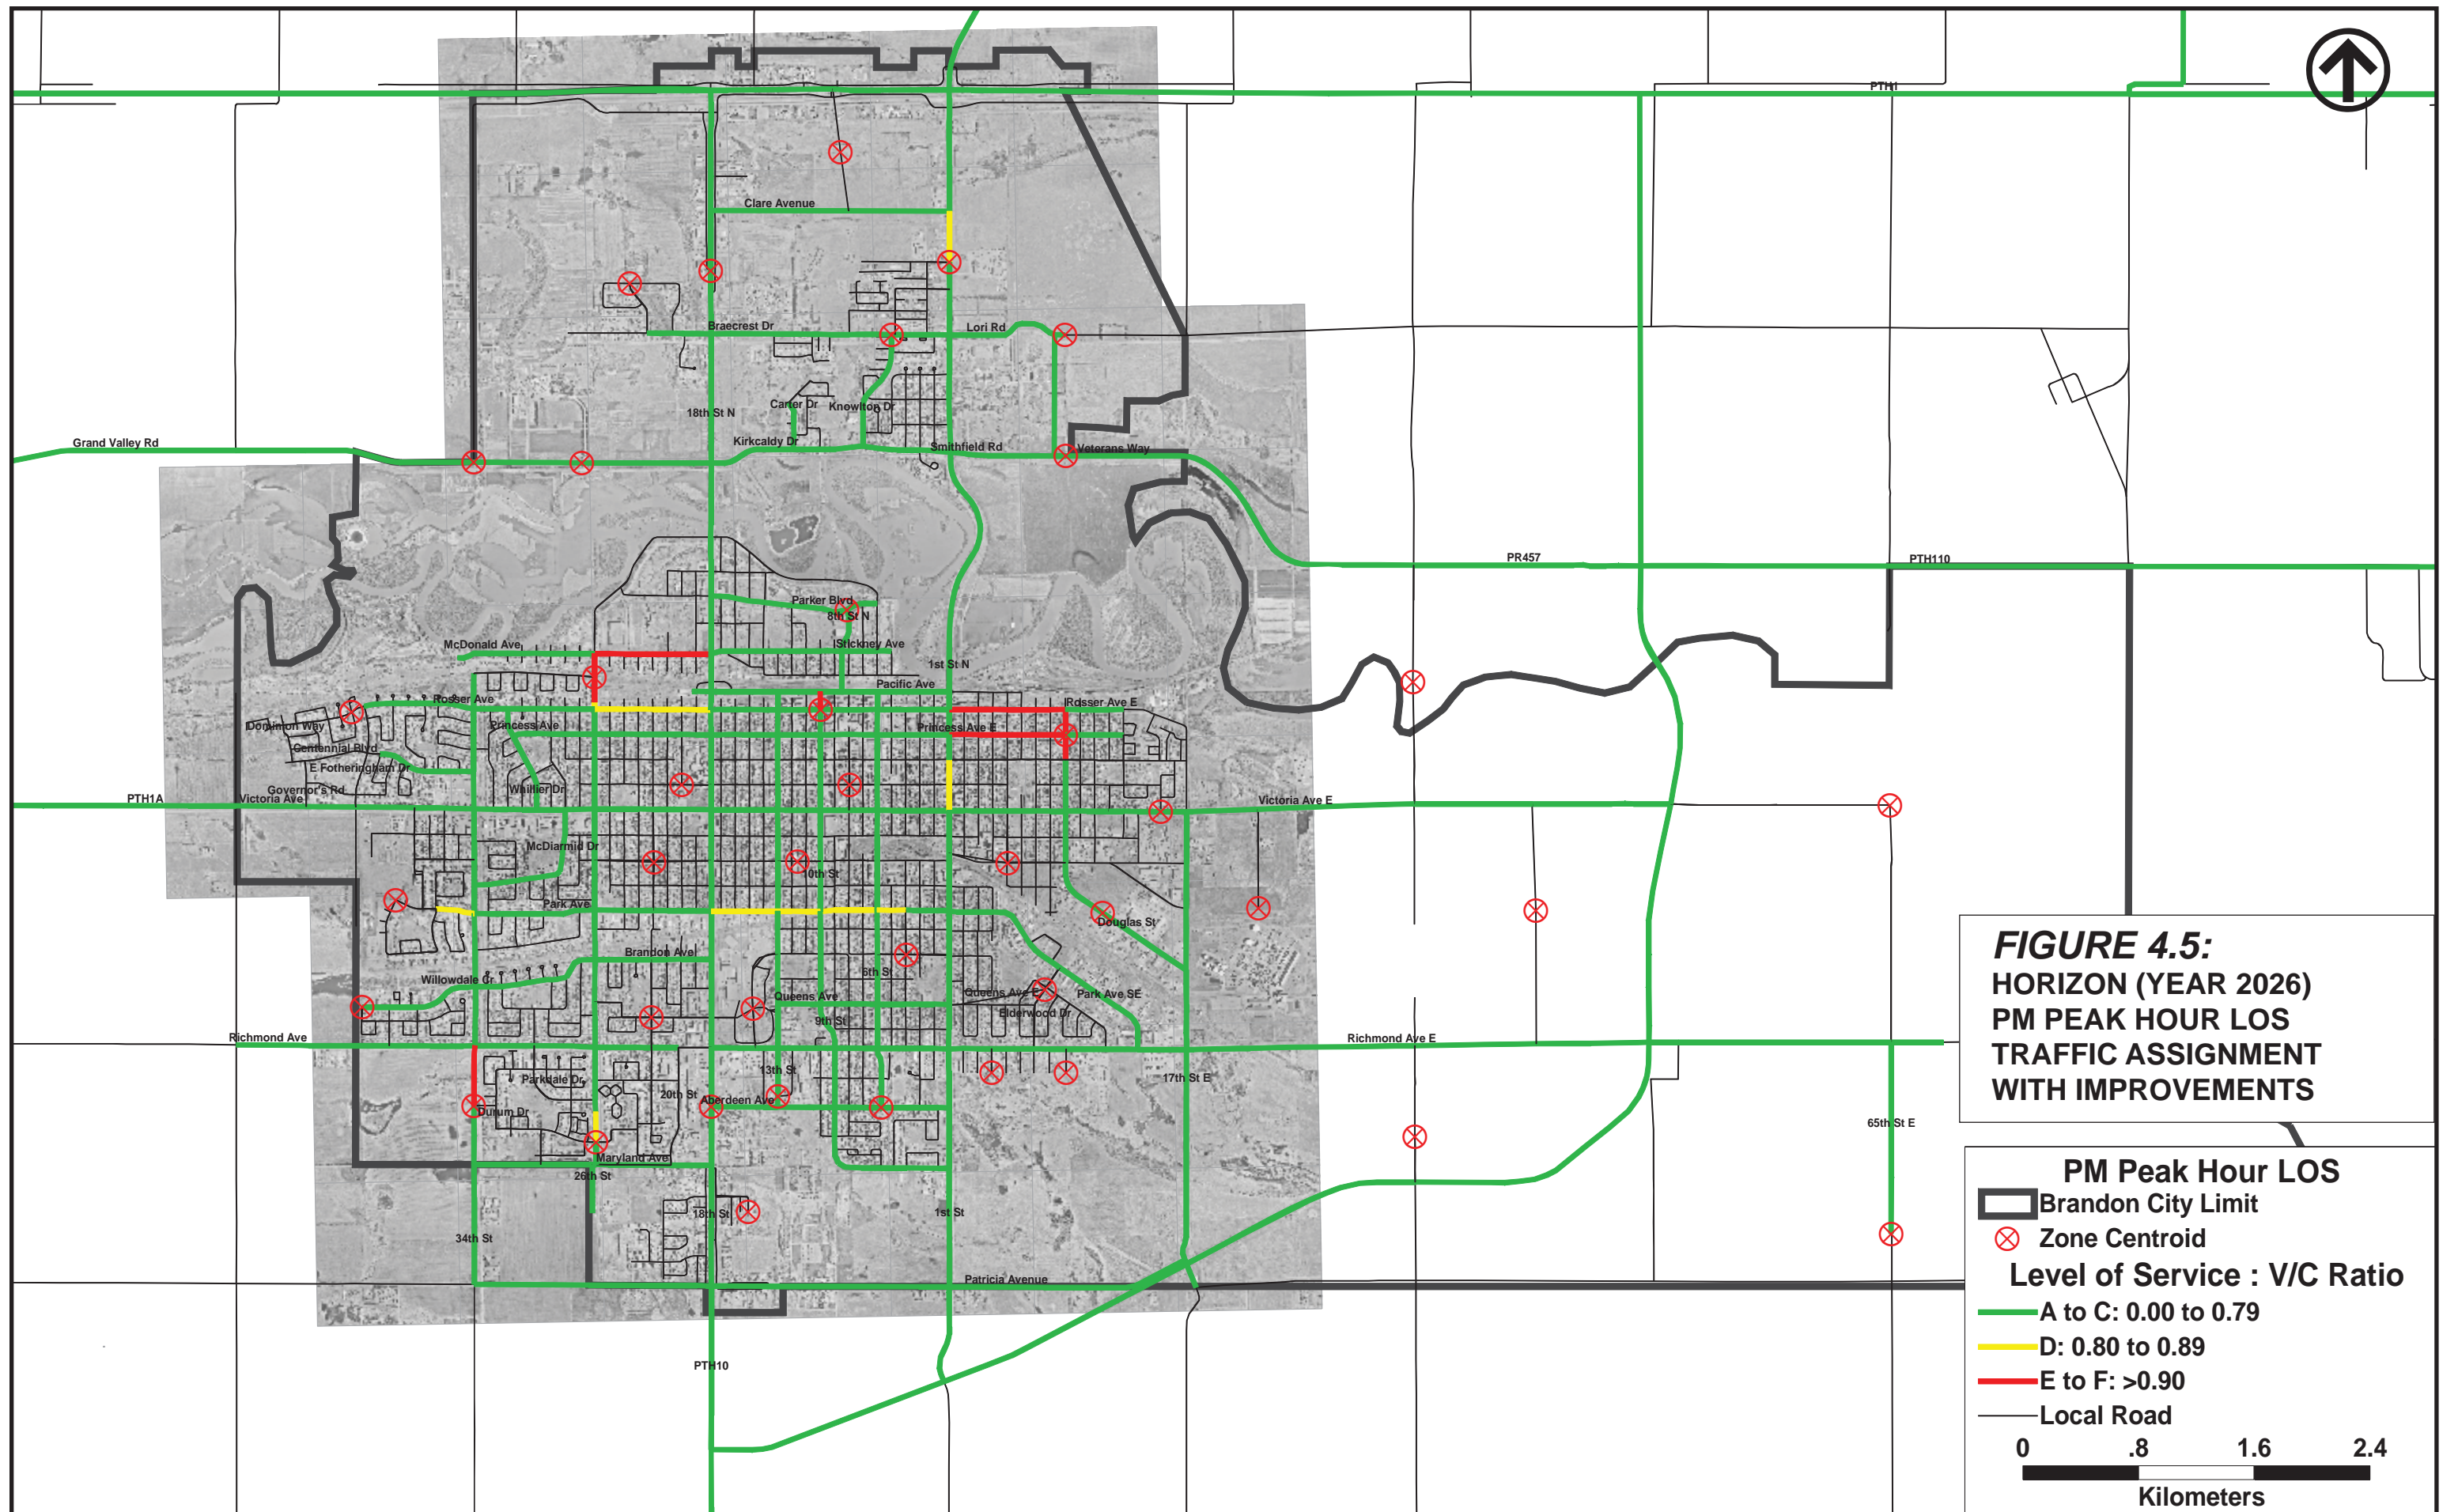 PTH1
Clare Avenue
Braecrest Dr
Lori Rd
18th St N
Carter Dr
Knowlton Dr
Grand Valley Rd
Kirkcaldy Dr
Smithfield Rd
Veterans Way
PR457
PTH110
Parker Blvd
8th St N
McDonald Ave
Stickney Ave
1st St N
Pacific Ave
Rosser Ave
Rosser Ave E
Dominion Way
Princess Ave
Princess Ave E
Centennial Blvd
E Fotheringham Dr
Governor's Rd
Whillier Dr
PTH1A
Victoria Ave
Victoria Ave E
McDiarmid Dr
10th St
Park Ave
Douglas St
Brandon Ave
6th St
Willowdale Cr
Queens Ave
Queens Ave E
Park Ave SE
9th St
Elderwood Dr
Richmond Ave
Richmond Ave E
13th St
Parkdale Dr
17th St E
20th St
Aberdeen Ave
Durum Dr
65th St E
Maryland Ave
26th St
18th St
1st St
34th St
Patricia Avenue
PTH10
FIGURE 4.5:
HORIZON (YEAR 2026)
PM PEAK HOUR LOS
TRAFFIC ASSIGNMENT
WITH IMPROVEMENTS
PM Peak Hour LOS
Brandon City Limit
Zone Centroid
Level of Service : V/C Ratio
A to C: 0.00 to 0.79
D: 0.80 to 0.89
E to F: >0.90
Local Road
0 .8 1.6 2.4
Kilometers